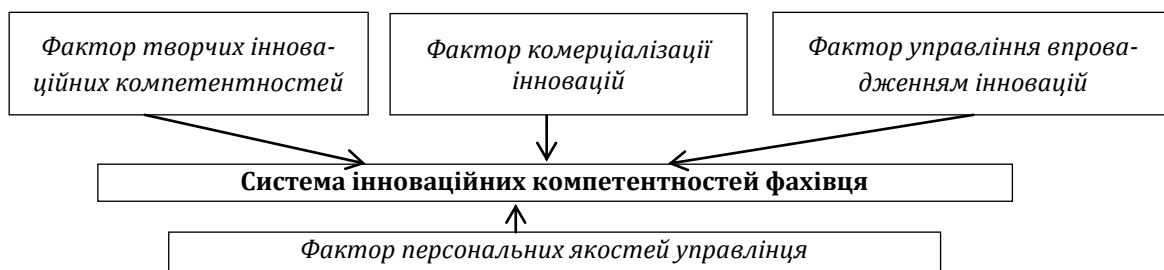 Фактор творчих іннова-
ційних компетентностей
Фактор комерціалізації
інновацій
Фактор управління впрова-
дженням інновацій
Система інноваційних компетентностей фахівця
Фактор персональних якостей управлінця